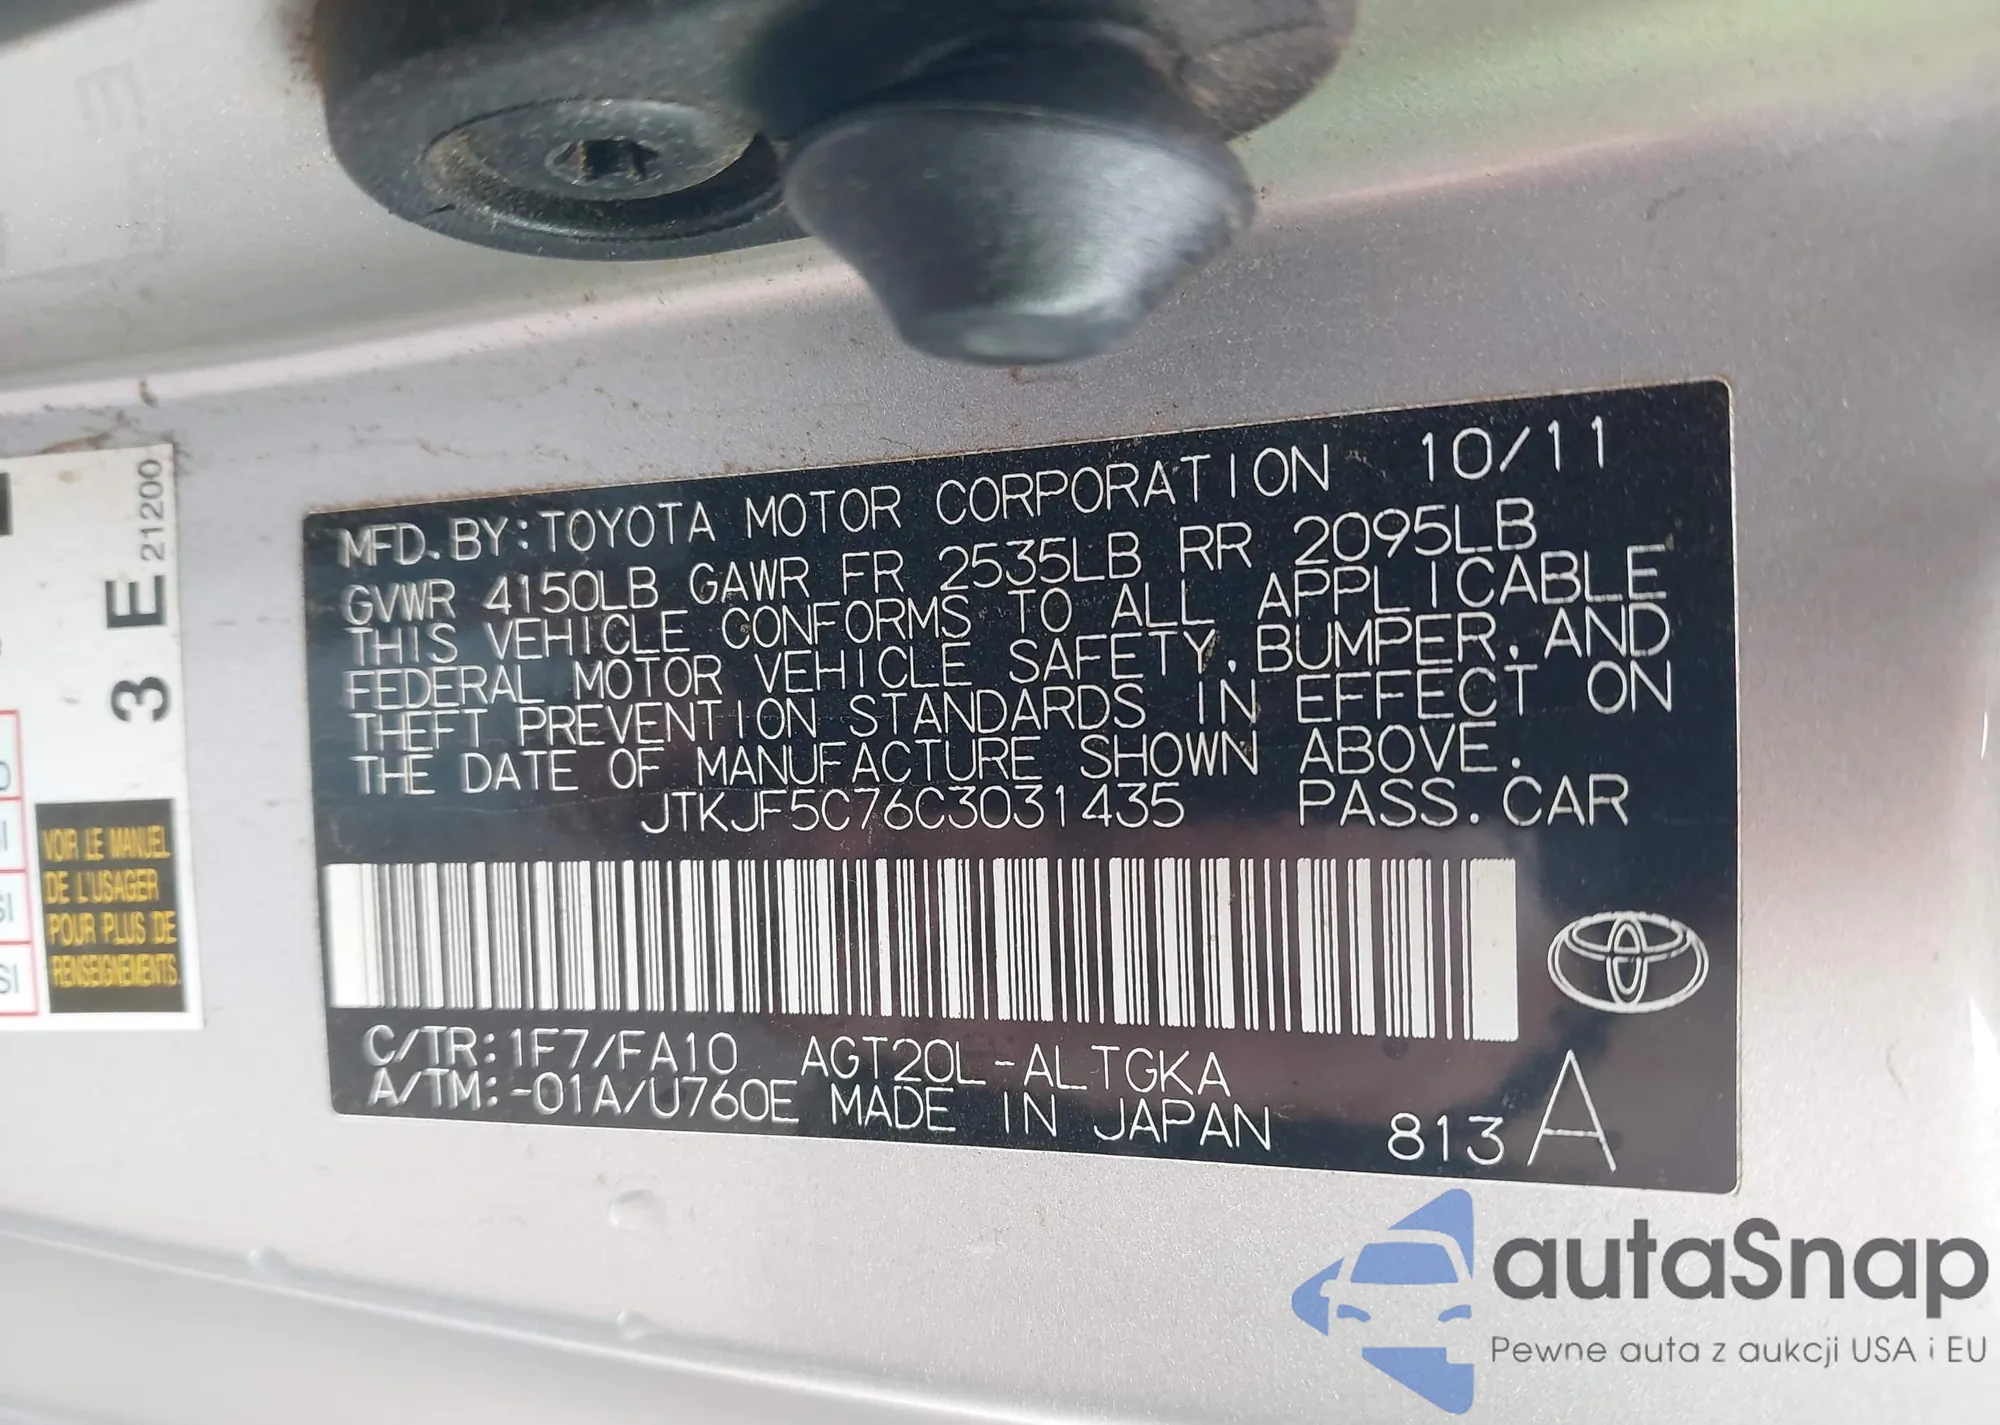 MFD. BY: TOYOTA MOTOR CORPORATION 10/11
GVWR 4150LB GAWR FR 2535LB RR 2095LB
THIS VEHICLE CONFORMS TO ALL APPLICABLE
FEDERAL MOTOR VEHICLE SAFETY, BUMPER, AND
THEFT PREVENTION STANDARDS IN EFFECT ON
THE DATE OF MANUFACTURE SHOWN ABOVE.
JTKJF5C76C3031435 PASS. CAR
C/TR: 1F7/FA10 AGT20L-ALTGKA
A/TM: -01A/U760E MADE IN JAPAN 813 A
3 E 21200
VOIR LE MANUEL
DE L'USAGER
POUR PLUS DE
RENSEIGNEMENTS
autaSnap
Pewne auta z aukcji USA i EU